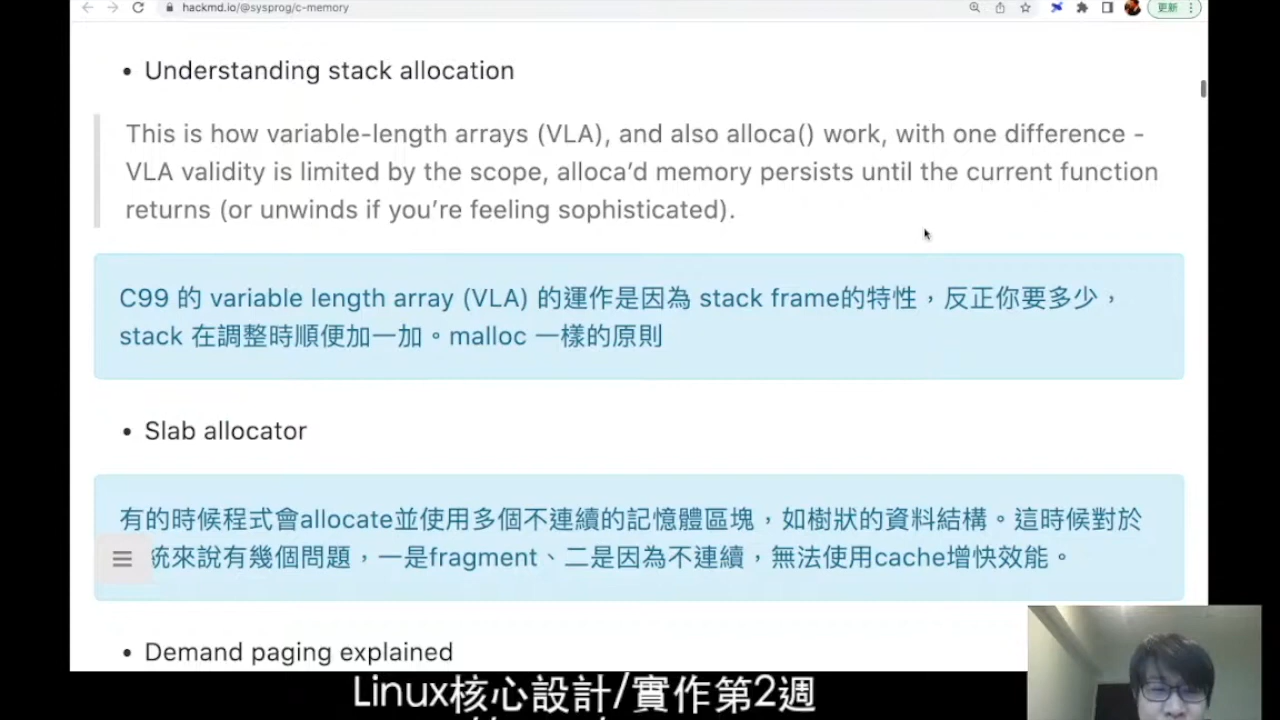 hackmd.io/@sysprog/c-memory
更新
• Understanding stack allocation
This is how variable-length arrays (VLA), and also alloca() work, with one difference -
VLA validity is limited by the scope, alloca’d memory persists until the current function
returns (or unwinds if you’re feeling sophisticated).
C99 的 variable length array (VLA) 的運作是因為 stack frame的特性，反正你要多少，
stack 在調整時順便加一加。malloc 一樣的原則
• Slab allocator
有的時候程式會allocate並使用多個不連續的記憶體區塊，如樹狀的資料結構。這時候對於
統來說有幾個問題，一是fragment、二是因為不連續，無法使用cache增快效能。
• Demand paging explained
Linux核心設計/實作第2週